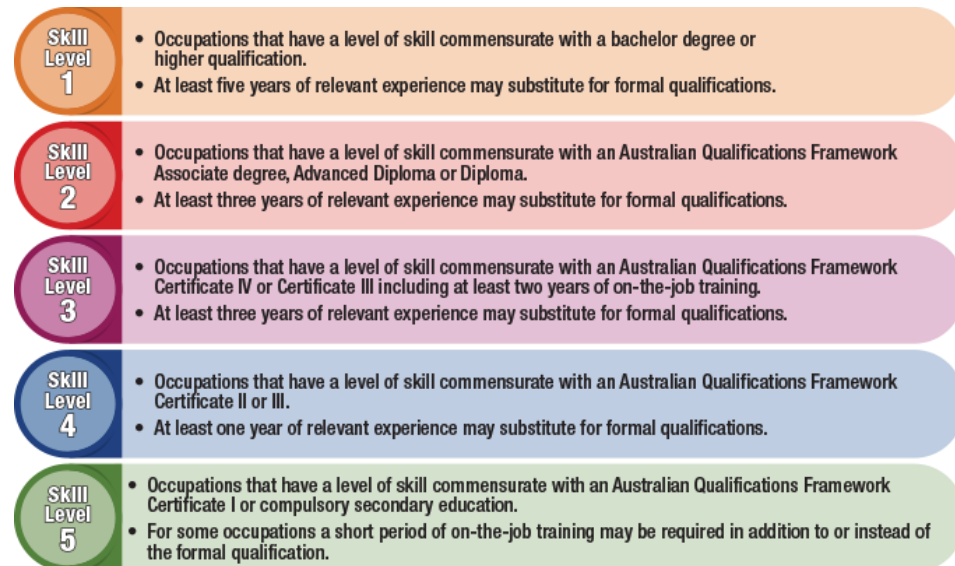 Skill
Level
1
• Occupations that have a level of skill commensurate with a bachelor degree or
higher qualification.
• At least five years of relevant experience may substitute for formal qualifications.
Skill
Level
2
• Occupations that have a level of skill commensurate with an Australian Qualifications Framework
Associate degree, Advanced Diploma or Diploma.
• At least three years of relevant experience may substitute for formal qualifications.
Skill
Level
3
• Occupations that have a level of skill commensurate with an Australian Qualifications Framework
Certificate IV or Certificate III including at least two years of on-the-job training.
• At least three years of relevant experience may substitute for formal qualifications.
Skill
Level
4
• Occupations that have a level of skill commensurate with an Australian Qualifications Framework
Certificate II or III.
• At least one year of relevant experience may substitute for formal qualifications.
Skill
Level
5
• Occupations that have a level of skill commensurate with an Australian Qualifications Framework
Certificate I or compulsory secondary education.
• For some occupations a short period of on-the-job training may be required in addition to or instead of
the formal qualification.